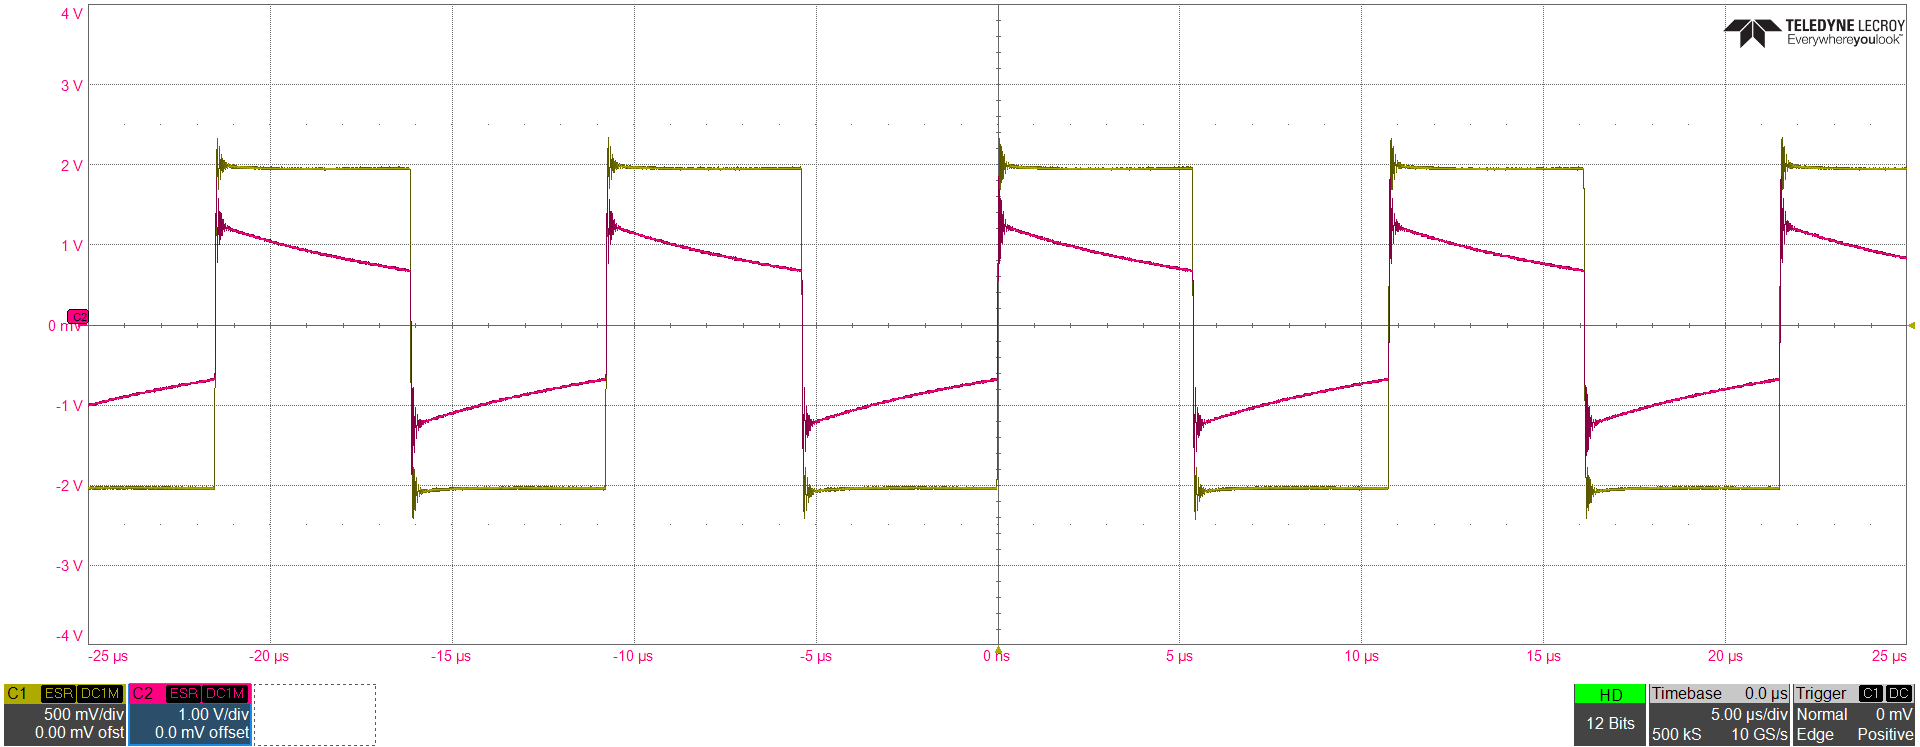 4 V
TELEDYNE LECROY
Everywhereyoulook™
3 V
2 V
1 V
C2
0 mV
-1 V
-2 V
-3 V
-4 V
-25 µs -20 µs -15 µs -10 µs -5 µs 0 ns 5 µs 10 µs 15 µs 20 µs 25 µs
C1 ESR DC1M
500 mV/div
0.00 mV ofst
C2 ESR DC1M
1.00 V/div
0.0 mV offset
HD
12 Bits
Timebase 0.0 µs
5.00 µs/div
500 kS 10 GS/s
Trigger C1 DC
Normal 0 mV
Edge Positive